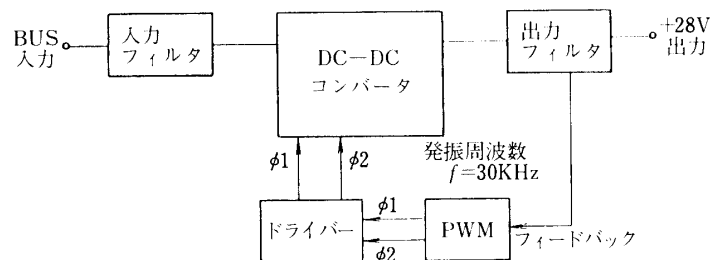 BUS
入力
入力
フィルタ
DC−DC
コンバータ
出力
フィルタ
+28V
出力
φ1
φ2
発振周波数
f=30KHz
ドライバー
φ1
φ2
PWM
フィードバック